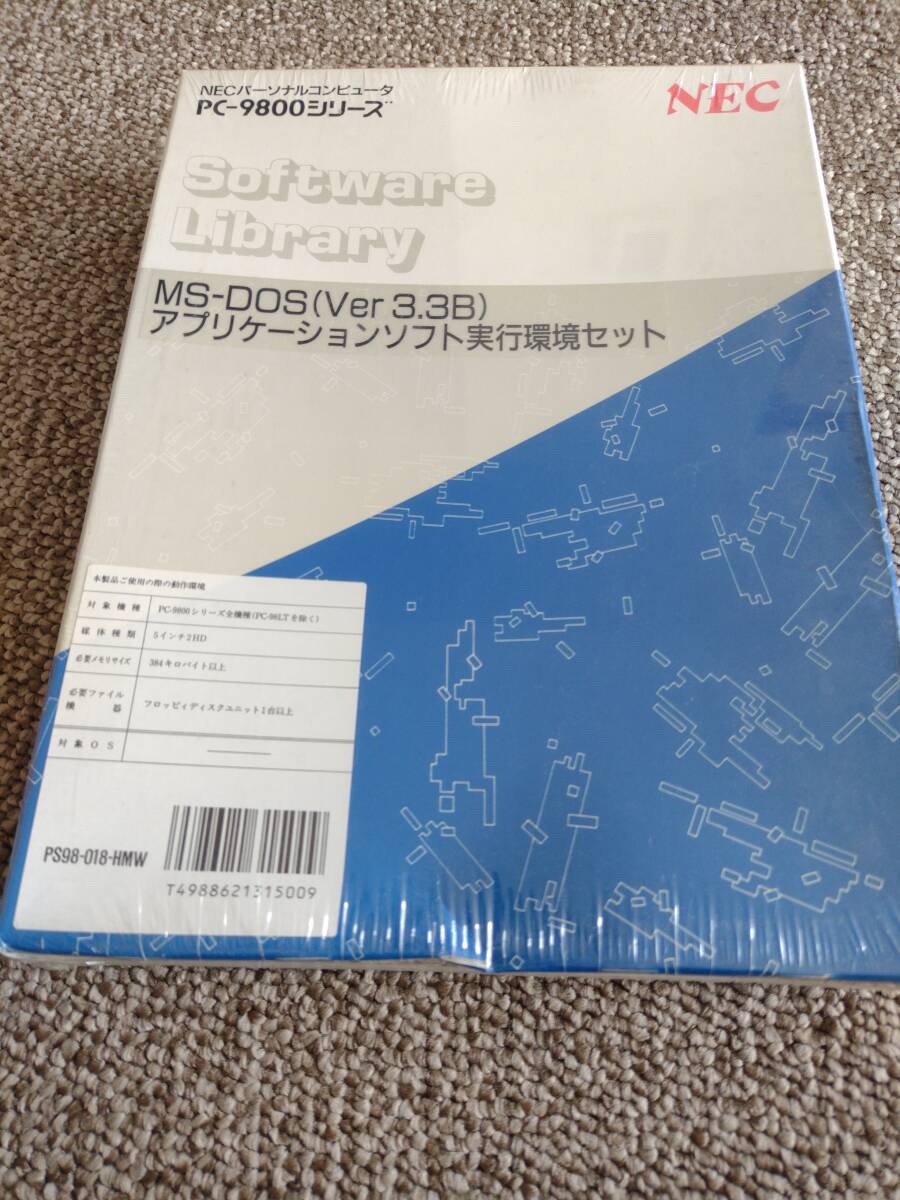 NECパーソナルコンピュータ
PC-9800シリーズ
NEC
Software
Library
MS-DOS(Ver 3.3B)
アプリケーションソフト実行環境セット
本製品ご使用の際の動作環境
対象機種 PC-9800シリーズ全機種(PC-98LTを除く)
媒体種類 5インチ2HD
必要メモリサイズ 384キロバイト以上
必要ファイル
機器 フロッピィディスクユニット1台以上
対象OS ――――
PS98-018-HMW
T4988621315009